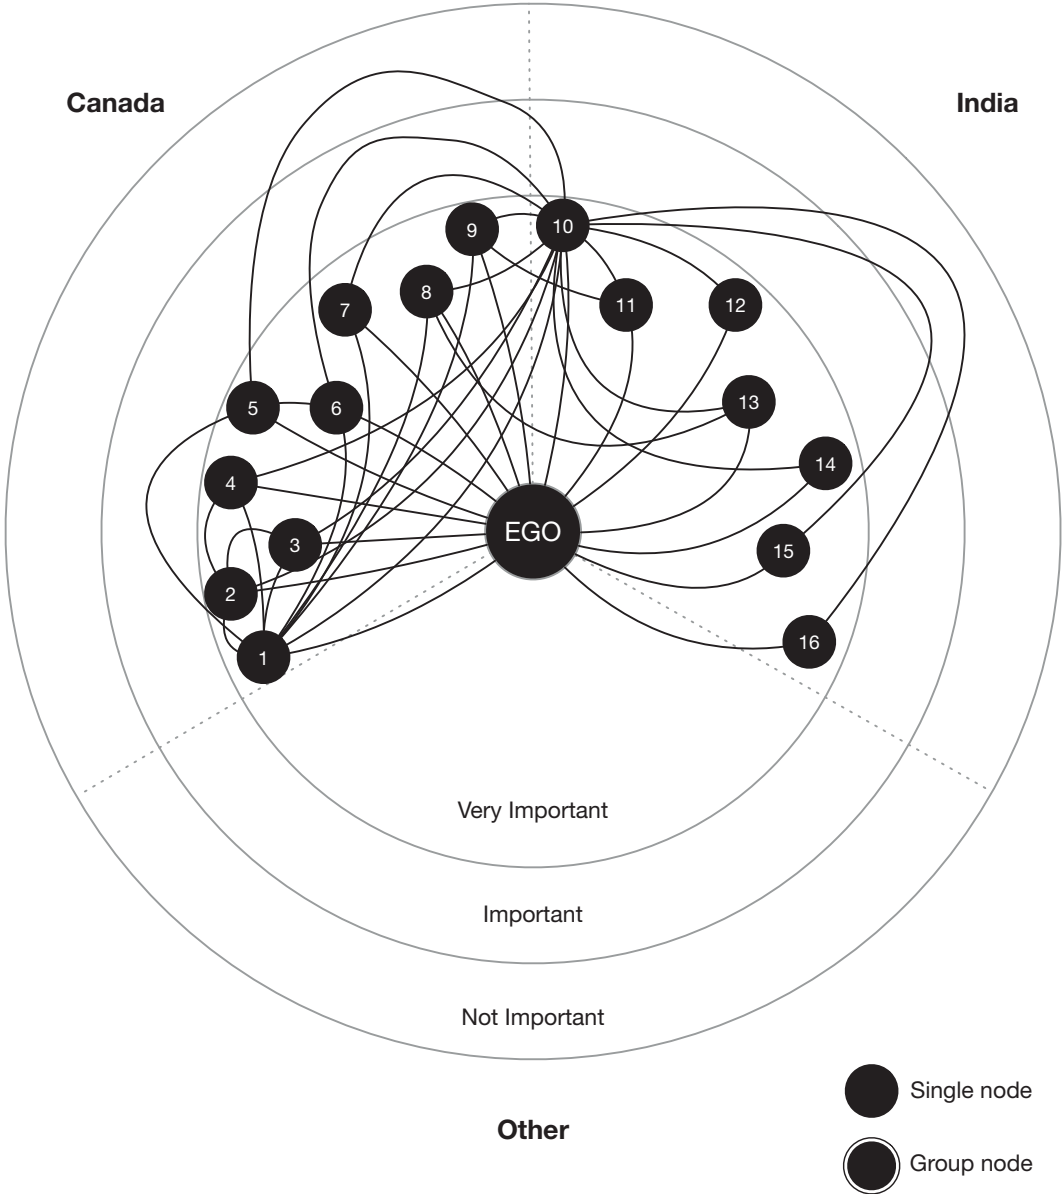 Canada
India
9
10
8
7
11
12
5
6
13
4
14
EGO
3
15
2
1
16
Very Important
Important
Not Important
Single node
Other
Group node